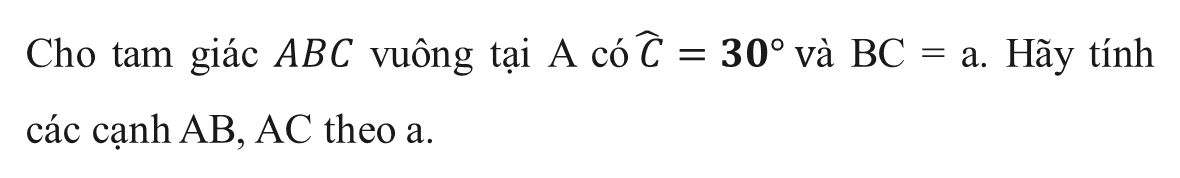 Cho tam giác ABC vuông tại A có Ĉ = 30° và BC = a. Hãy tính
các cạnh AB, AC theo a.